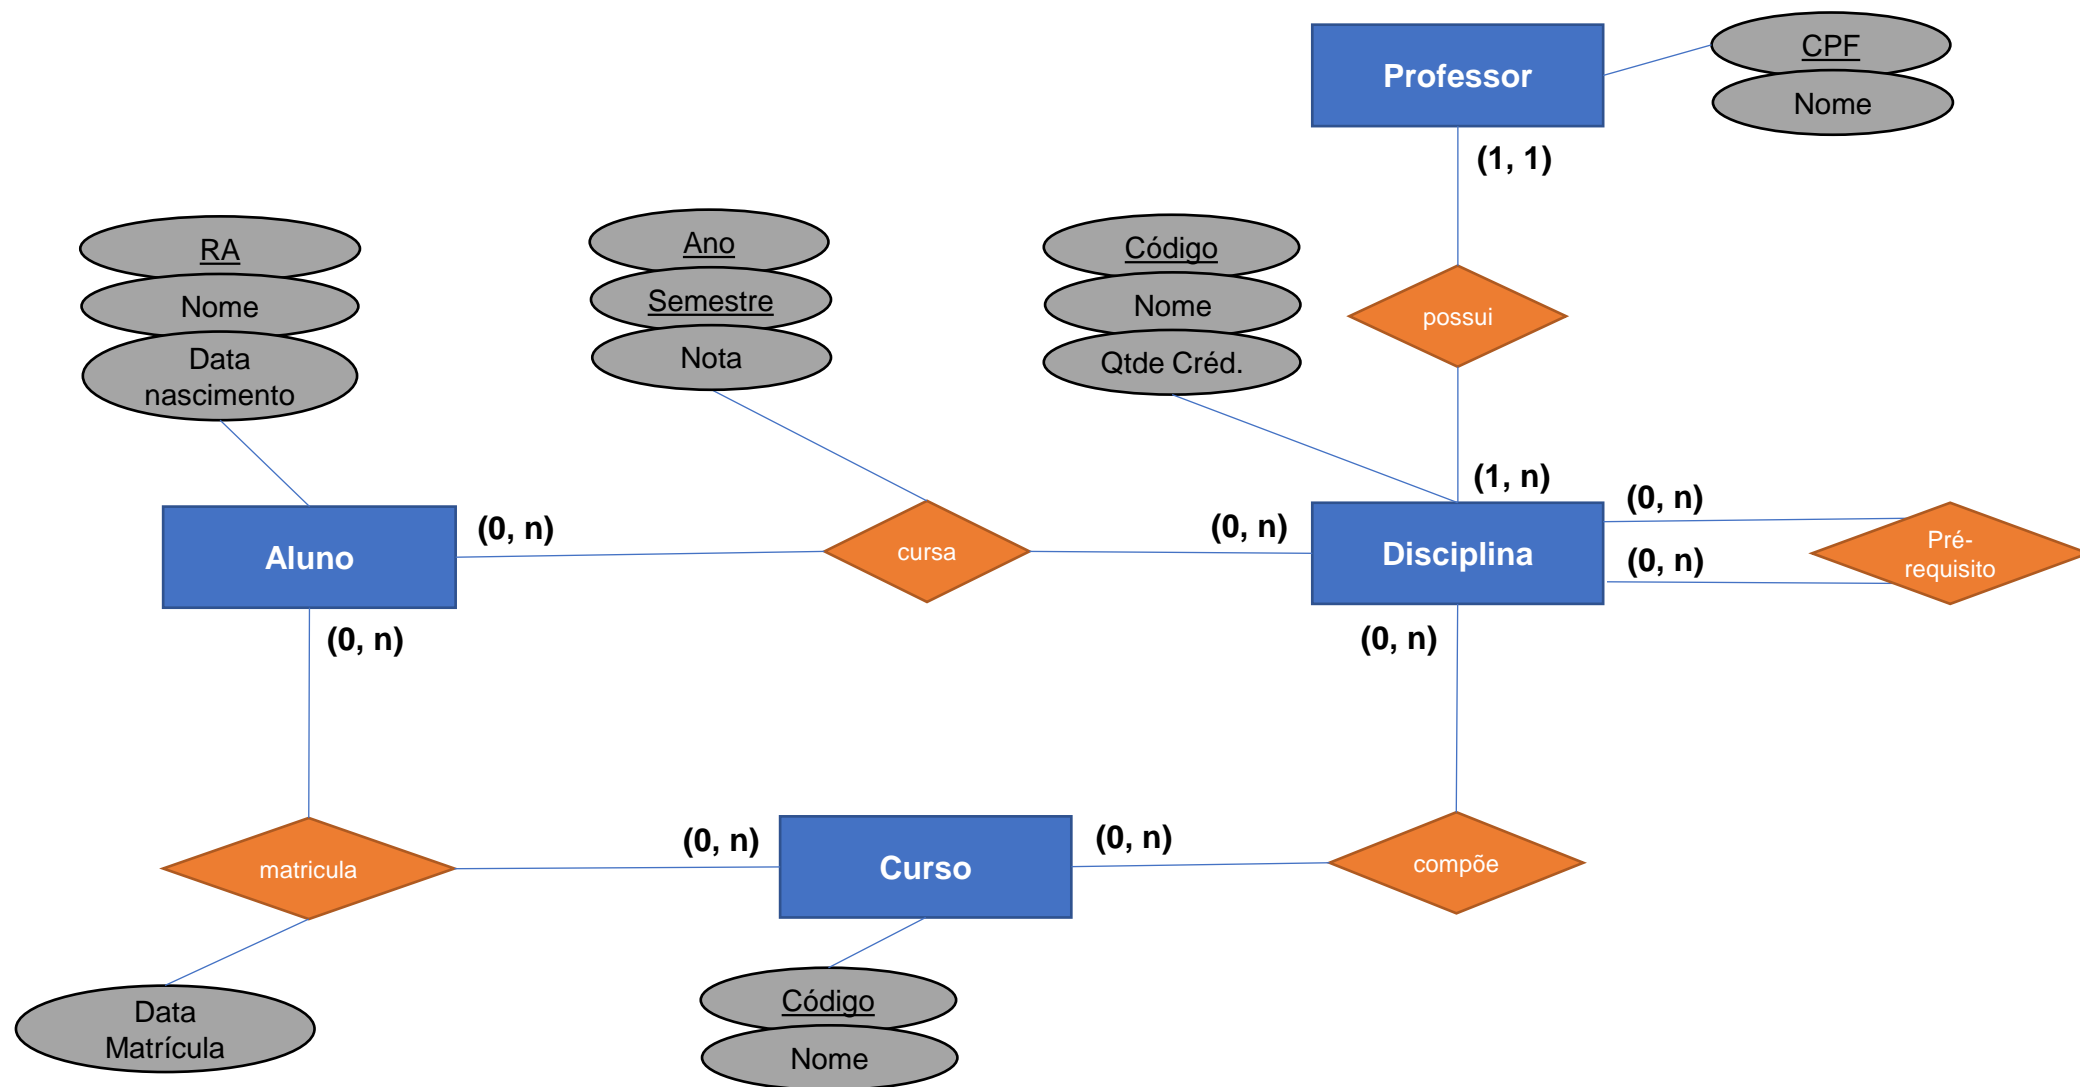 Professor
CPF
Nome
(1, 1)
RA
Nome
Data
nascimento
Ano
Semestre
Nota
Código
Nome
Qtde Créd.
possui
(1, n)
(0, n)
(0, n)
(0, n)
(0, n)
Aluno
cursa
Disciplina
Pré-
requisito
(0, n)
(0, n)
(0, n)
(0, n)
matricula
Curso
compõe
Data
Matrícula
Código
Nome